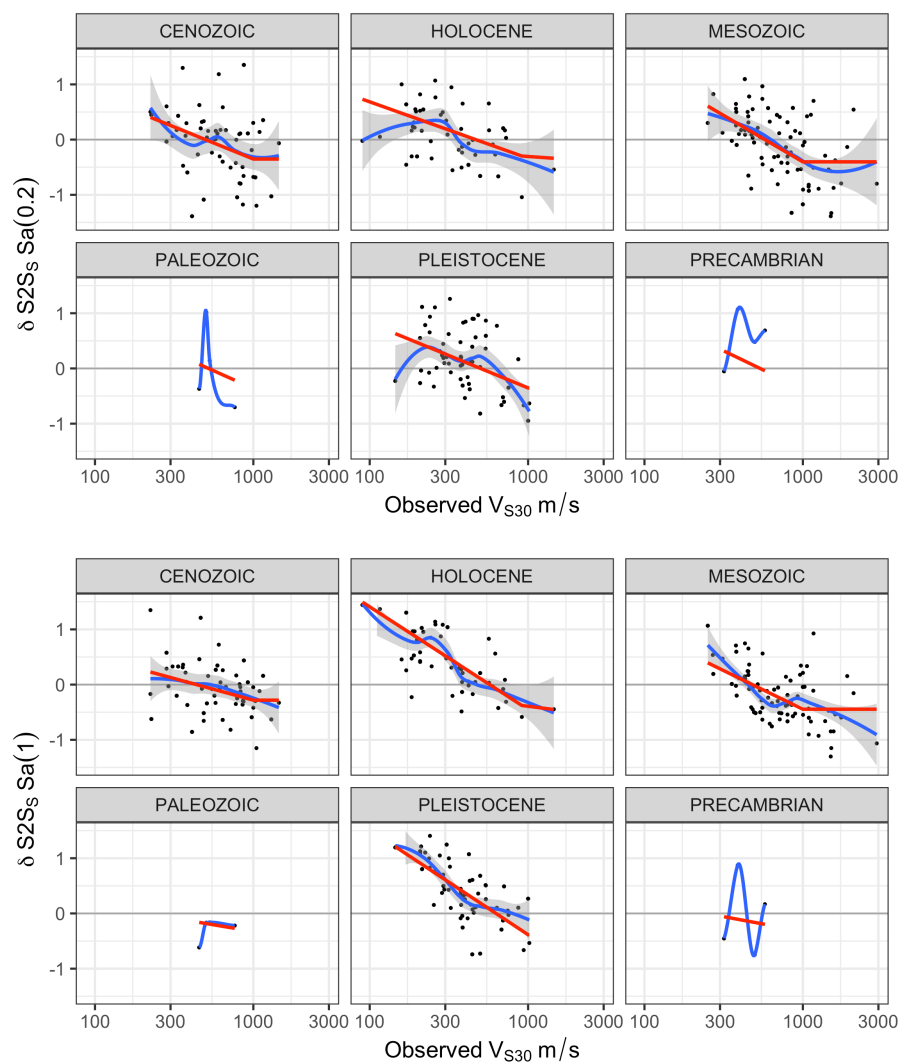 CENOZOIC HOLOCENE MESOZOIC
1
0
-1
PALEOZOIC PLEISTOCENE PRECAMBRIAN
1
0
-1
δ S2S_S Sa(0.2)
100 300 1000 3000 100 300 1000 3000 100 300 1000 3000
Observed V_S30 m/s
CENOZOIC HOLOCENE MESOZOIC
1
0
-1
PALEOZOIC PLEISTOCENE PRECAMBRIAN
1
0
-1
δ S2S_S Sa(1)
100 300 1000 3000 100 300 1000 3000 100 300 1000 3000
Observed V_S30 m/s